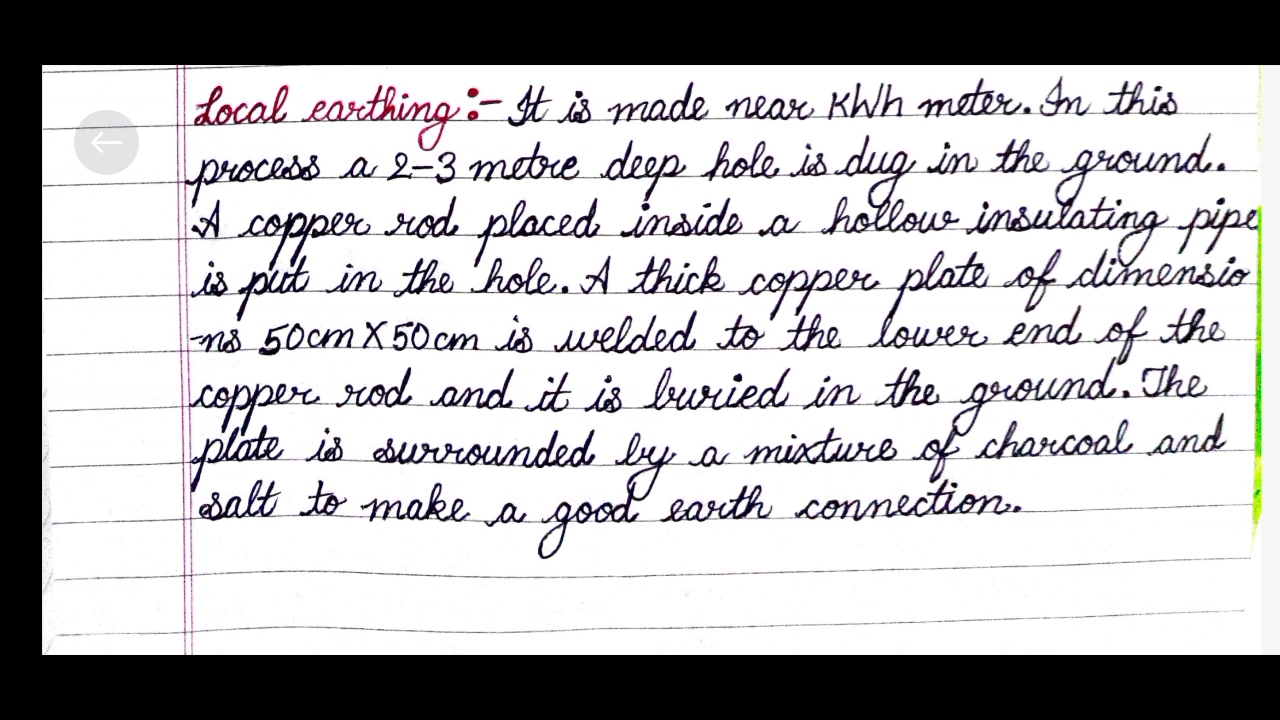 Local earthing :- It is made near KWh meter. In this
process a 2-3 metre deep hole is dug in the ground.
A copper rod placed inside a hollow insulating pipe
is put in the hole. A thick copper plate of dimensio
-ns 50cm X 50cm is welded to the lower end of the
copper rod and it is buried in the ground. The
plate is surrounded by a mixture of charcoal and
salt to make a good earth connection.